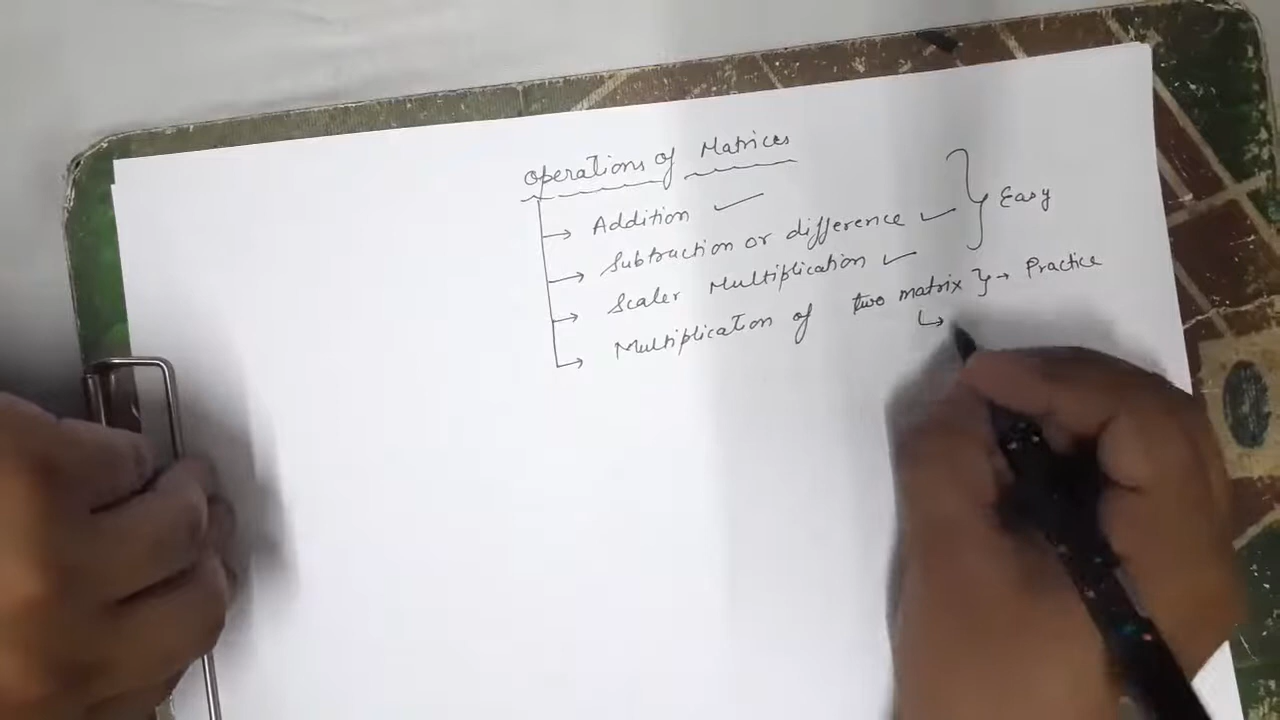 Operations of Matrices
Addition
Subtraction or difference
Easy
Scaler Multiplication
Multiplication of two matrix } → Practice